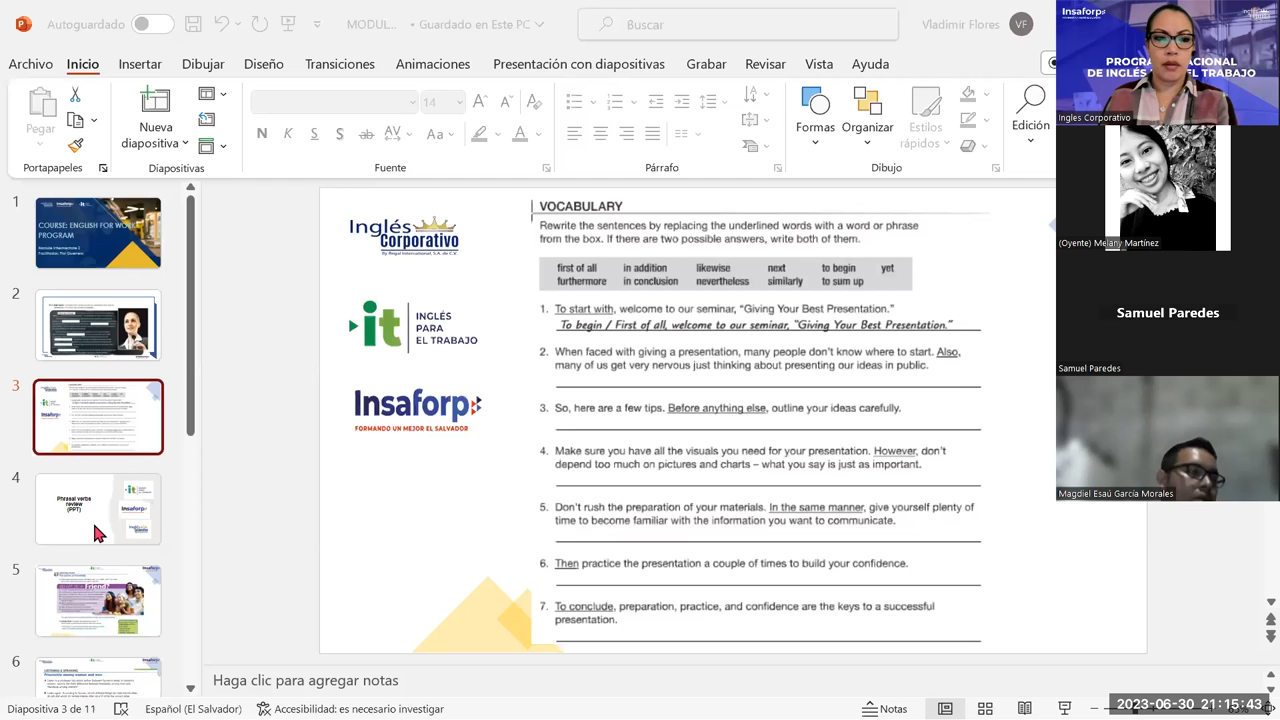 Autoguardado
M...
• Guardado en Este PC
Buscar
Vladimir Flores
VF
Archivo
Inicio
Insertar
Dibujar
Diseño
Transiciones
Animaciones
Presentación con diapositivas
Grabar
Revisar
Vista
Ayuda
Pegar
Nueva
diapositiva
14
N K S S ab AV Aa A
Formas
Organizar
Estilos
rápidos
Edición
Portapapeles
Diapositivas
Fuente
Párrafo
Dibujo
1
COURSE: ENGLISH FOR WORK
PROGRAM
2
3
4
Phrasal verbs
review
(PPT)
5
6
Inglés
Corporativo
By Regal International, S.A. de C.V.
it
INGLÉS
PARA
EL TRABAJO
Insaforp
FORMANDO UN MEJOR EL SALVADOR
VOCABULARY
Rewrite the sentences by replacing the underlined words with a word or phrase
from the box. If there are two possible answers, write both of them.
first of all in addition likewise next to begin yet
furthermore in conclusion nevertheless similarly to sum up
1. To start with, welcome to our seminar, "Giving Your Best Presentation."
To begin / First of all, welcome to our seminar, "Giving Your Best Presentation."
2. When faced with giving a presentation, many people don't know where to start. Also,
many of us get very nervous just thinking about presenting our ideas in public.
3. So, here are a few tips. Before anything else, outline your ideas carefully.
4. Make sure you have all the visuals you need for your presentation. However, don't
depend too much on pictures and charts – what you say is just as important.
5. Don't rush the preparation of your materials. In the same manner, give yourself plenty of
time to become familiar with the information you want to communicate.
6. Then practice the presentation a couple of times to build your confidence.
7. To conclude, preparation, practice, and confidence are the keys to a successful
presentation.
Haga clic para agregar notas
Diapositiva 3 de 11
Español (El Salvador)
Accesibilidad: es necesario investigar
Notas
Insaforp
Ingles Corporativo
(Oyente) Melany Martínez
Samuel Paredes
Samuel Paredes
Magdiel Esaú García Morales
2023-06-30 21:15:43